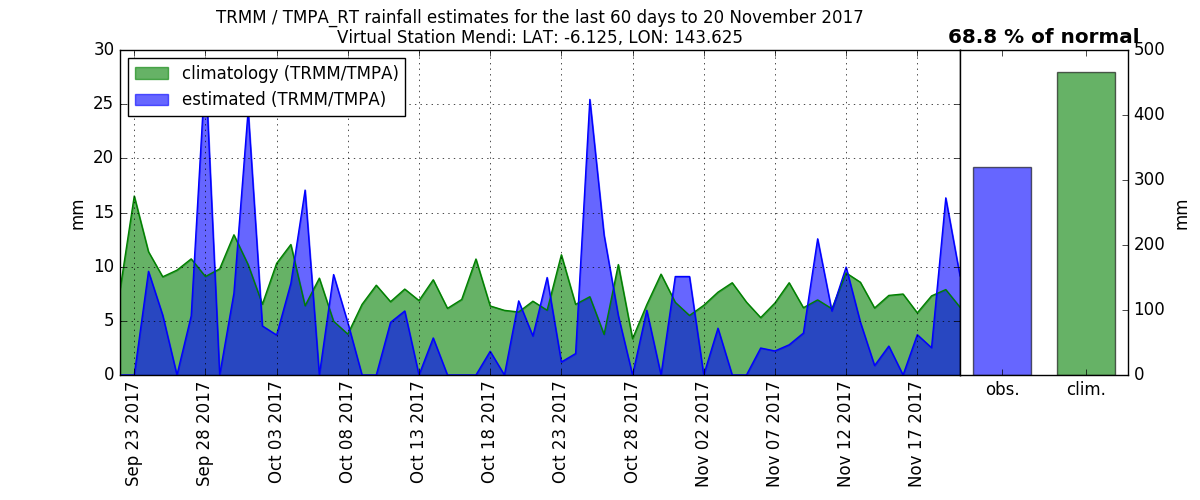 TRMM / TMPA_RT rainfall estimates for the last 60 days to 20 November 2017
Virtual Station Mendi: LAT: -6.125, LON: 143.625
68.8 % of normal
climatology (TRMM/TMPA)
estimated (TRMM/TMPA)
30
25
20
15
10
5
0
mm
500
400
300
200
100
0
mm
Sep 23 2017
Sep 28 2017
Oct 03 2017
Oct 08 2017
Oct 13 2017
Oct 18 2017
Oct 23 2017
Oct 28 2017
Nov 02 2017
Nov 07 2017
Nov 12 2017
Nov 17 2017
obs.
clim.